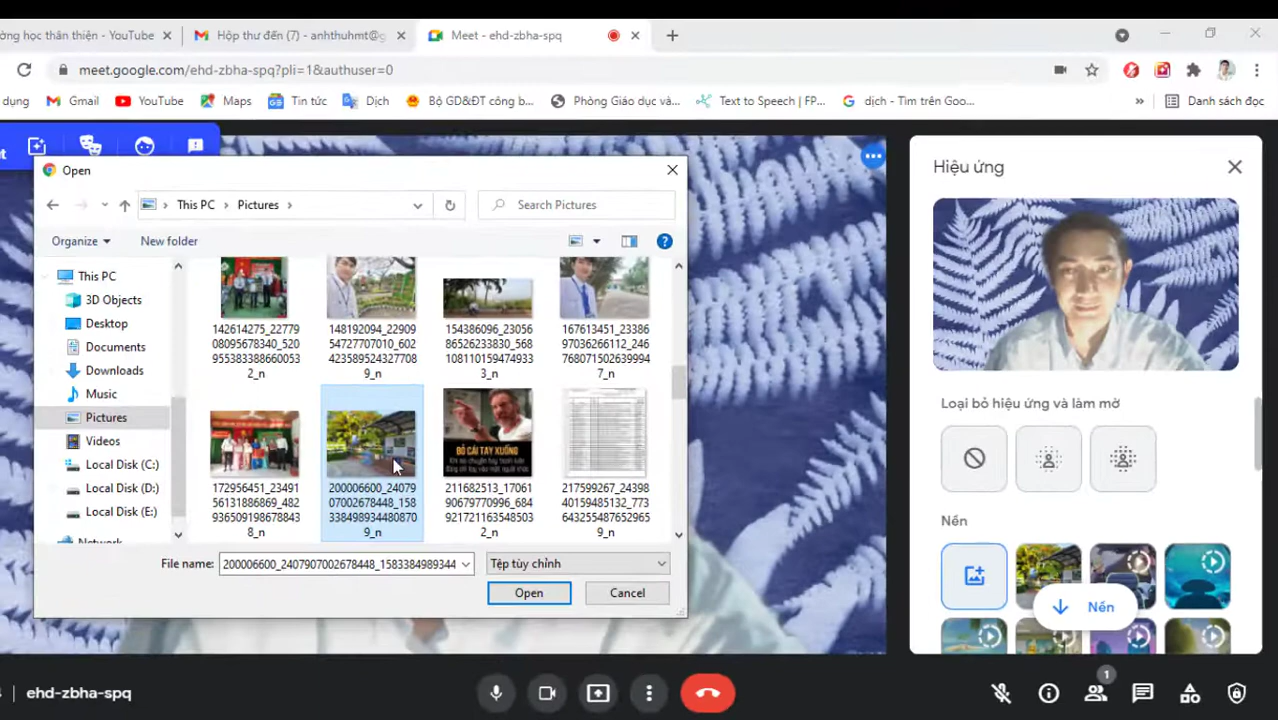 ờng học thân thiện - YouTube
Hộp thư đến (7) - anhthuhmt@g
Meet - ehd-zbha-spq
meet.google.com/ehd-zbha-spq?pli=1&authuser=0
dụng
Gmail
YouTube
Maps
Tin tức
Dịch
Bộ GD&ĐT công b...
Phòng Giáo dục và...
Text to Speech | FP...
dịch - Tìm trên Goo...
»
Danh sách đọc
et
Open
This PC > Pictures >
Search Pictures
Organize
New folder
This PC
3D Objects
Desktop
Documents
Downloads
Music
Pictures
Videos
Local Disk (C:)
Local Disk (D:)
Local Disk (E:)
Network
142614275_22779
08095678340_520
955383388660053
2_n
148192094_22909
54727707010_602
423589524327708
9_n
154386096_23056
86526233830_568
108110159474933
3_n
167613451_23386
97036266112_246
768071502639994
7_n
BỎ CÁI TAY XUỐNG
172956451_23491
56131886869_482
936509198678843
8_n
200006600_24079
07002678448_158
338498934480870
9_n
211682513_17061
90679770996_684
921721163548503
2_n
217599267_24398
40159485132_773
643255487652965
9_n
File name:
200006600_2407907002678448_1583384989344
Tệp tùy chỉnh
Open
Cancel
Hiệu ứng
Loại bỏ hiệu ứng và làm mờ
Nền
Nền
ehd-zbha-spq
1